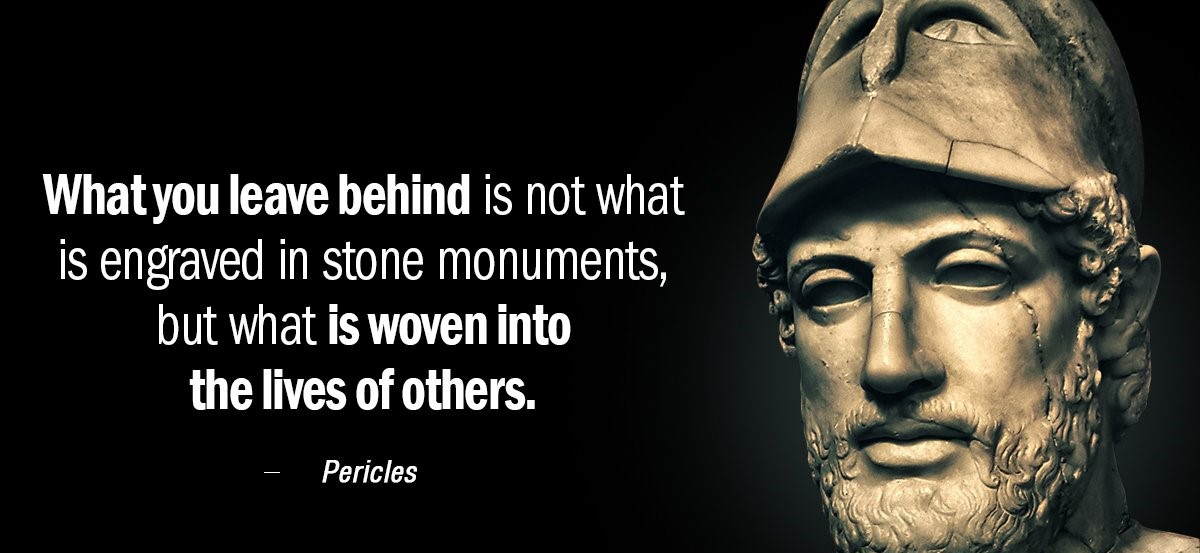 What you leave behind is not what
is engraved in stone monuments,
but what is woven into
the lives of others.
— Pericles